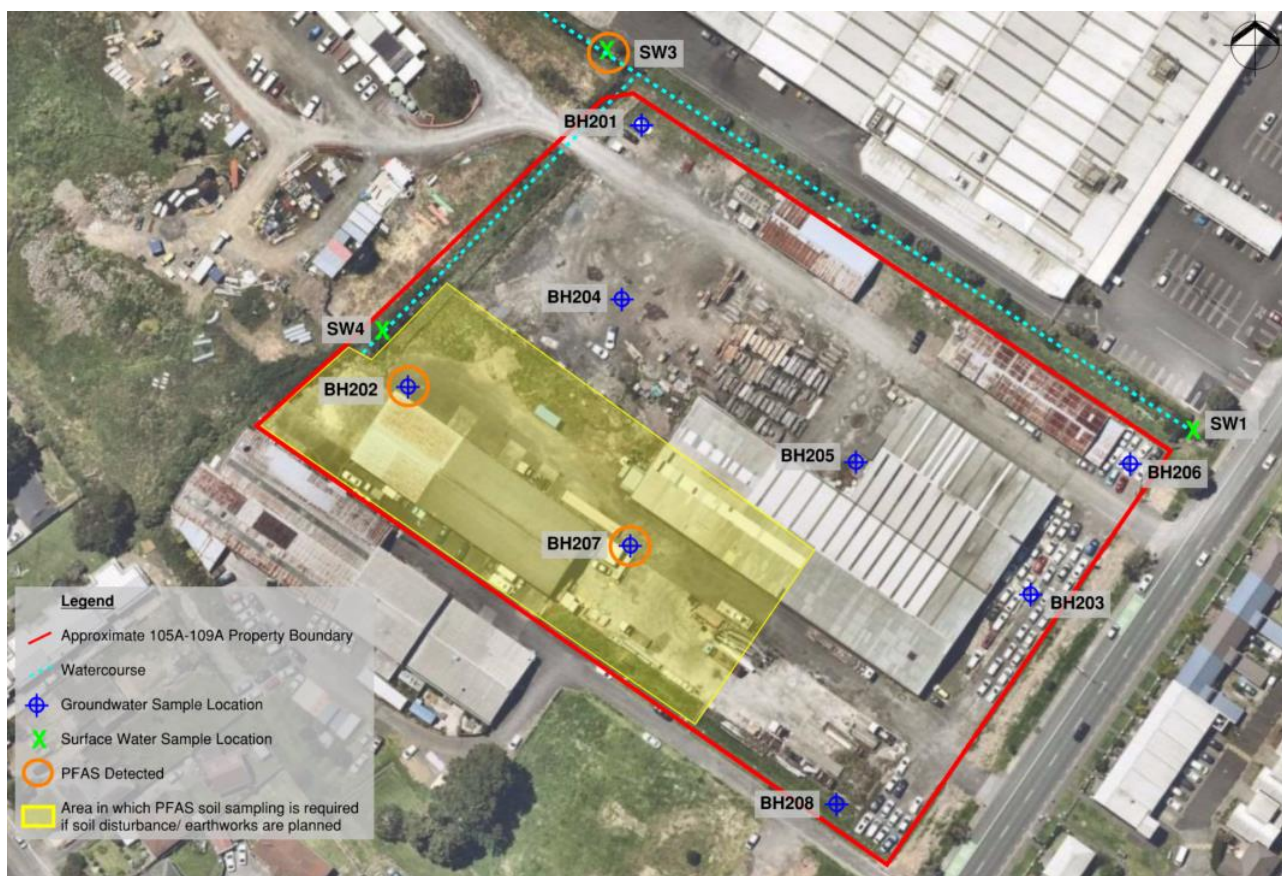 SW3
BH201
BH204
SW4
BH202
SW1
BH205
BH206
BH207
BH203
BH208
Legend
Approximate 105A-109A Property Boundary
Watercourse
Groundwater Sample Location
Surface Water Sample Location
PFAS Detected
Area in which PFAS soil sampling is required
if soil disturbance/ earthworks are planned